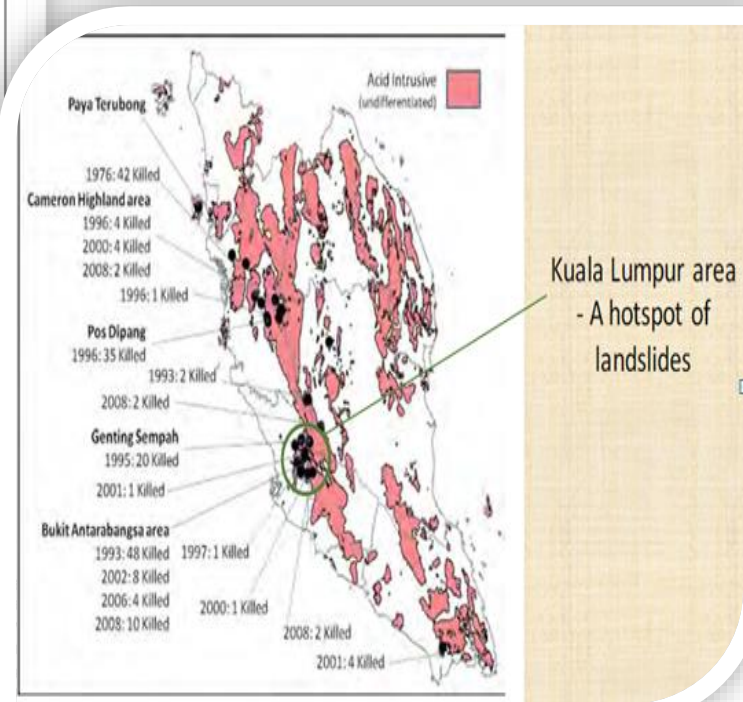 Acid Intrusive
(undifferentiated)
Paya Terubong
1976: 42 Killed
Cameron Highland area
1996: 4 Killed
2000: 4 Killed
2008: 2 Killed
1996: 1 Killed
Pos Dipang
1996: 35 Killed
1993: 2 Killed
2008: 2 Killed
Genting Sempah
1995: 20 Killed
2001: 1 Killed
Bukit Antarabangsa area
1993: 48 Killed
1997: 1 Killed
2002: 8 Killed
2006: 4 Killed
2008: 10 Killed
2000: 1 Killed
2008: 2 Killed
2001: 4 Killed
Kuala Lumpur area
- A hotspot of
landslides